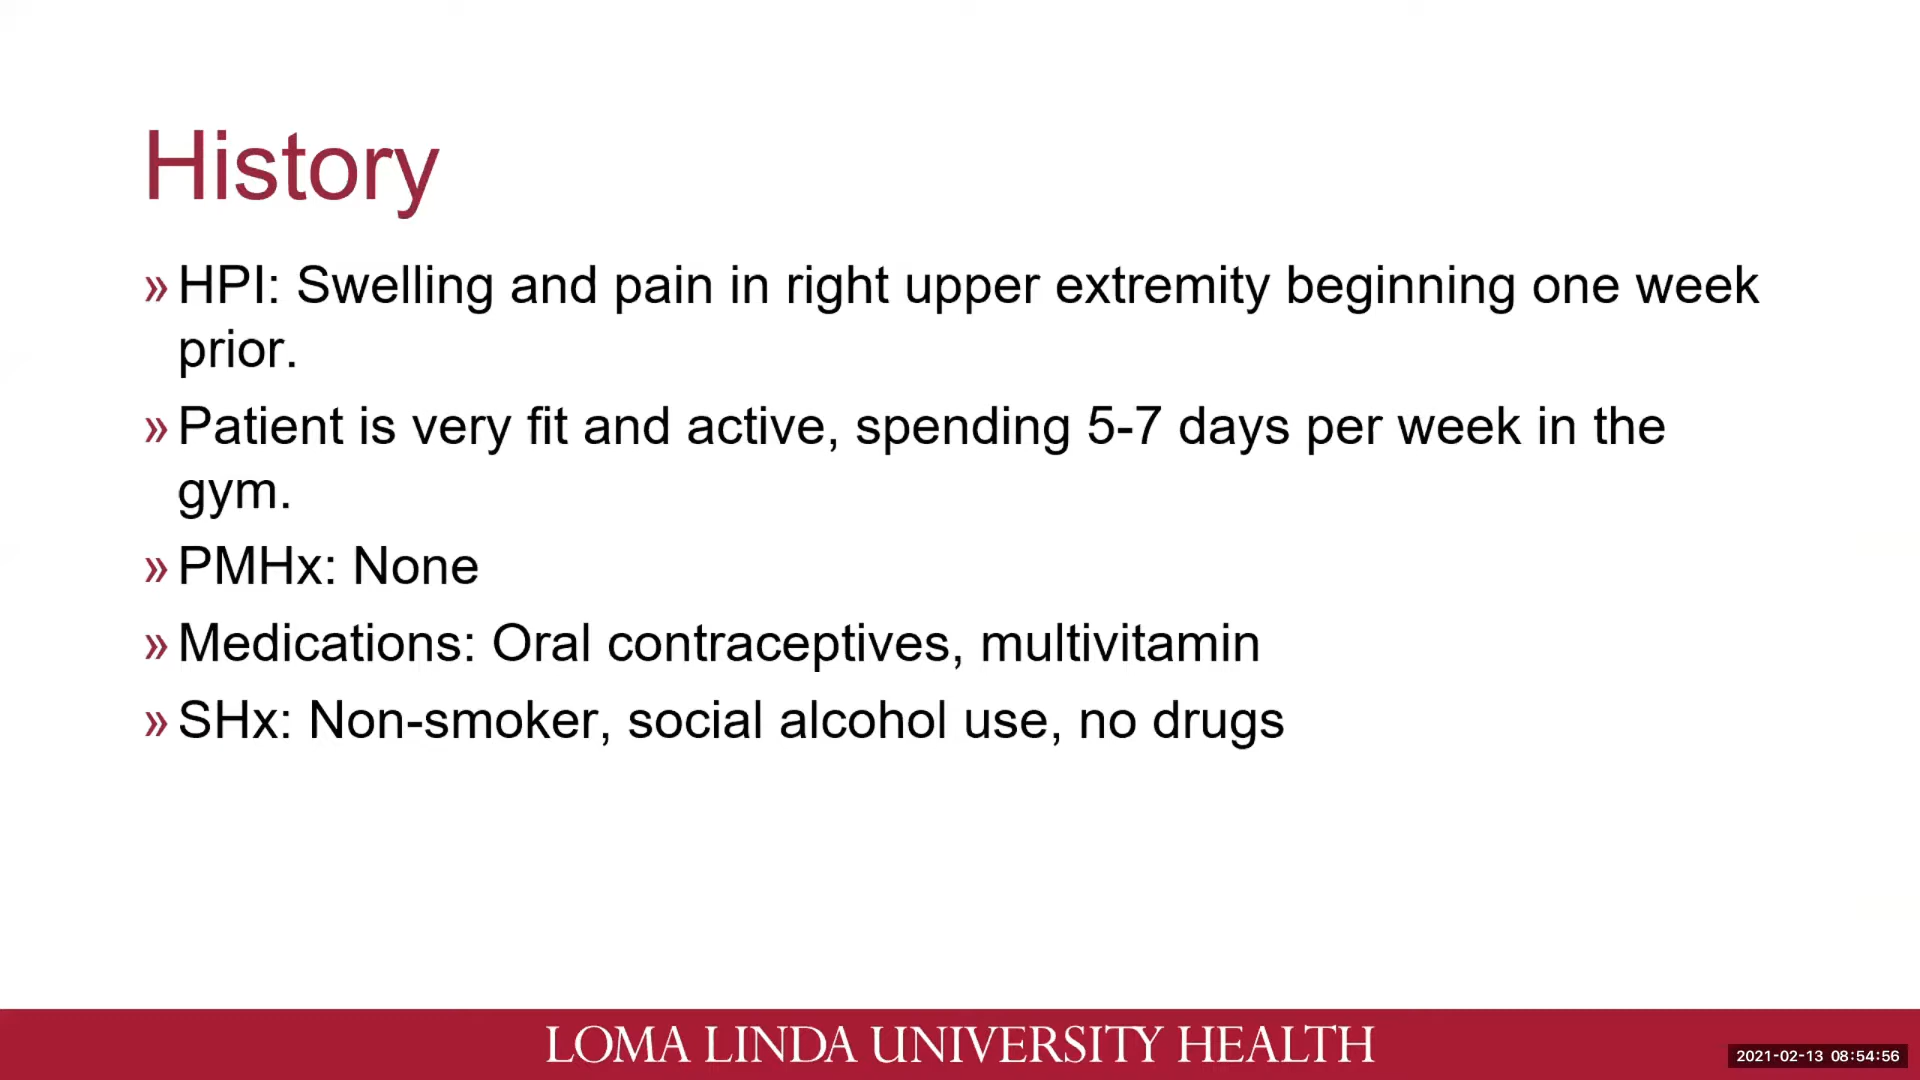 History
» HPI: Swelling and pain in right upper extremity beginning one week
prior.
» Patient is very fit and active, spending 5-7 days per week in the
gym.
» PMHx: None
» Medications: Oral contraceptives, multivitamin
» SHx: Non-smoker, social alcohol use, no drugs
LOMA LINDA UNIVERSITY HEALTH
2021-02-13 08:54:56